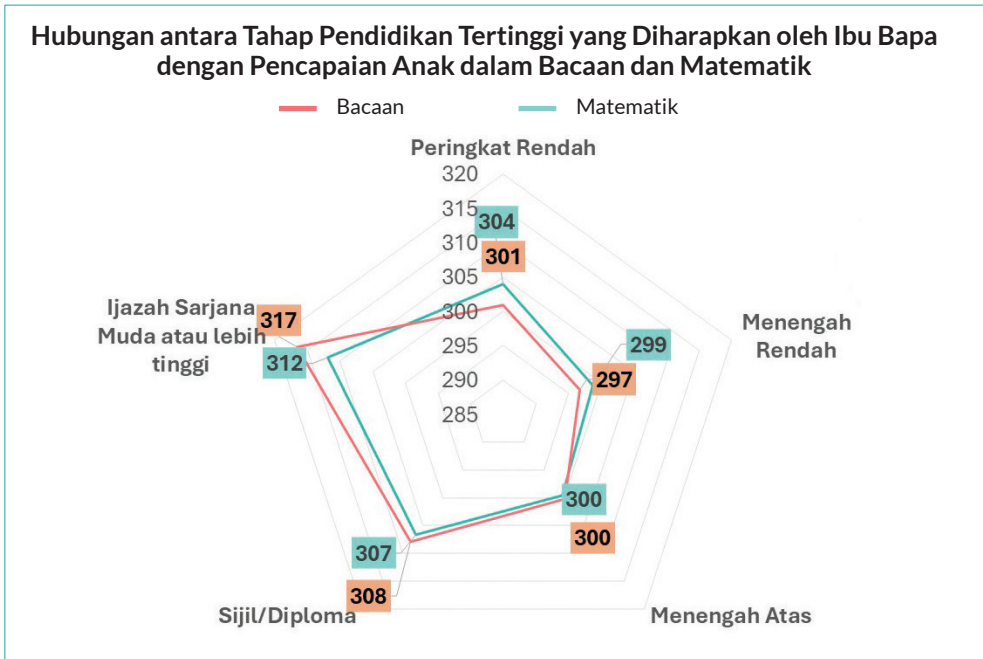 Hubungan antara Tahap Pendidikan Tertinggi yang Diharapkan oleh Ibu Bapa
dengan Pencapaian Anak dalam Bacaan dan Matematik
Bacaan
Matematik
Peringkat Rendah
320
315
310
305
300
295
290
285
304
301
Menengah
Rendah
299
297
300
300
Menengah Atas
307
308
Sijil/Diploma
Ijazah Sarjana
Muda atau lebih
tinggi
317
312